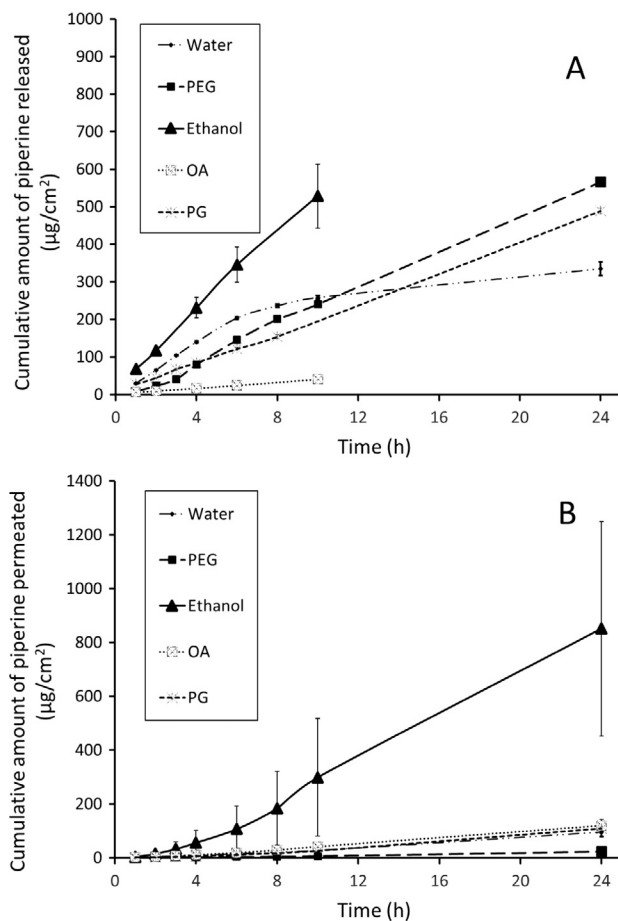 A
Cumulative amount of piperine released
(µg/cm²)
1000
900
800
700
600
500
400
300
200
100
0
Water
PEG
Ethanol
OA
PG
0 4 8 12 16 20 24
Time (h)
B
Cumulative amount of piperine permeated
(µg/cm²)
1400
1200
1000
800
600
400
200
0
Water
PEG
Ethanol
OA
PG
0 4 8 12 16 20 24
Time (h)